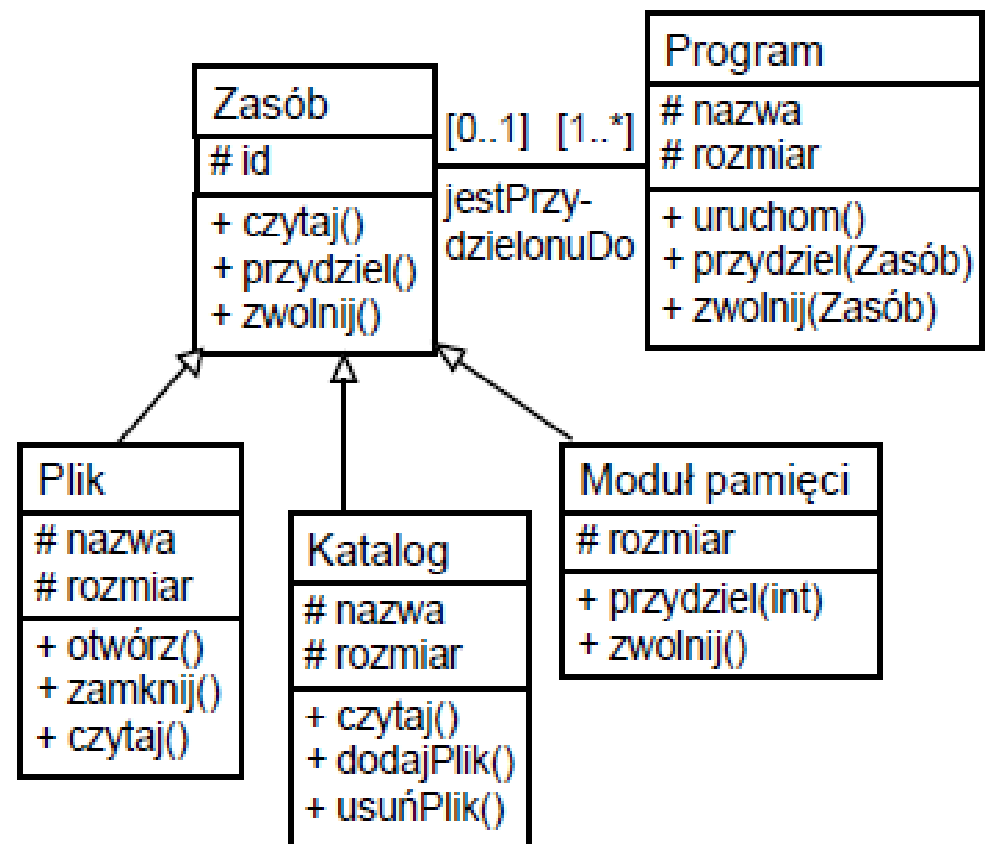 Zasób
# id
+ czytaj()
+ przydziel()
+ zwolnij()
[0..1] [1..*]
jestPrzy-
dzielonuDo
Program
# nazwa
# rozmiar
+ uruchom()
+ przydziel(Zasób)
+ zwolnij(Zasób)
Plik
# nazwa
# rozmiar
+ otwórz()
+ zamknij()
+ czytaj()
Katalog
# nazwa
# rozmiar
+ czytaj()
+ dodajPlik()
+ usuńPlik()
Moduł pamięci
# rozmiar
+ przydziel(int)
+ zwolnij()